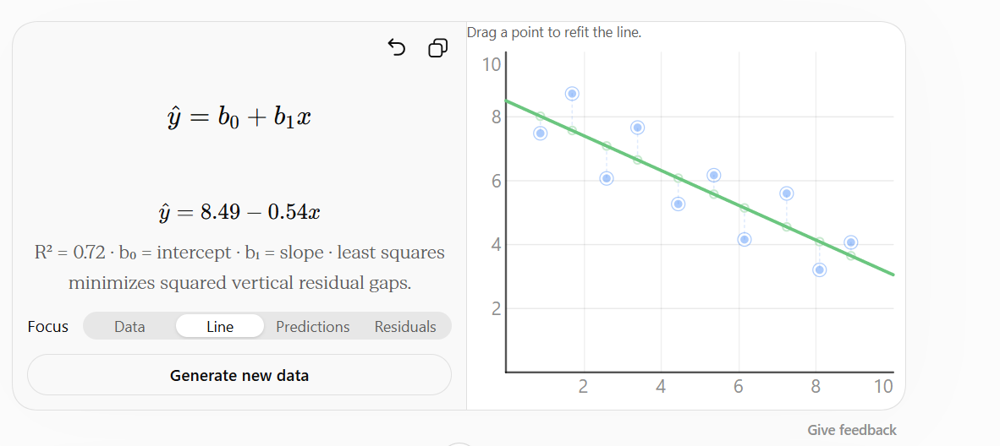 ŷ = b₀ + b₁x
ŷ = 8.49 − 0.54x
R² = 0.72 · b₀ = intercept · b₁ = slope · least squares
minimizes squared vertical residual gaps.
Focus Data Line Predictions Residuals
Generate new data
Drag a point to refit the line.
10
8
6
4
2
2 4 6 8 10
Give feedback